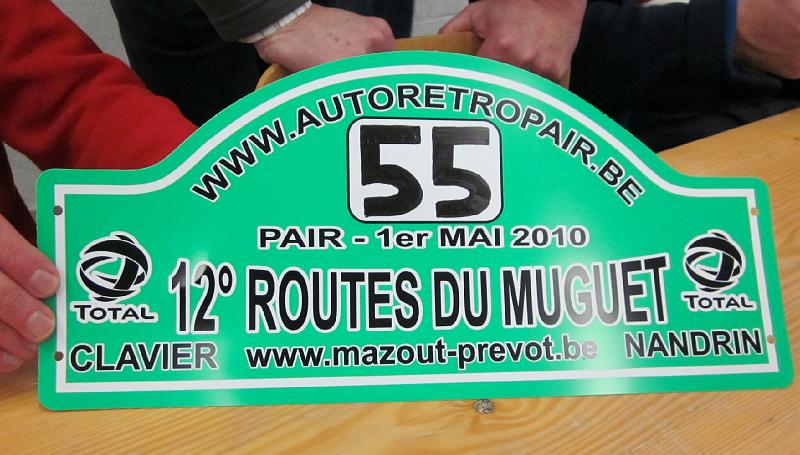 WWW.AUTORETROPAIR.BE
55
PAIR - 1er MAI 2010
12° ROUTES DU MUGUET
TOTAL
TOTAL
CLAVIER www.mazout-prevot.be NANDRIN